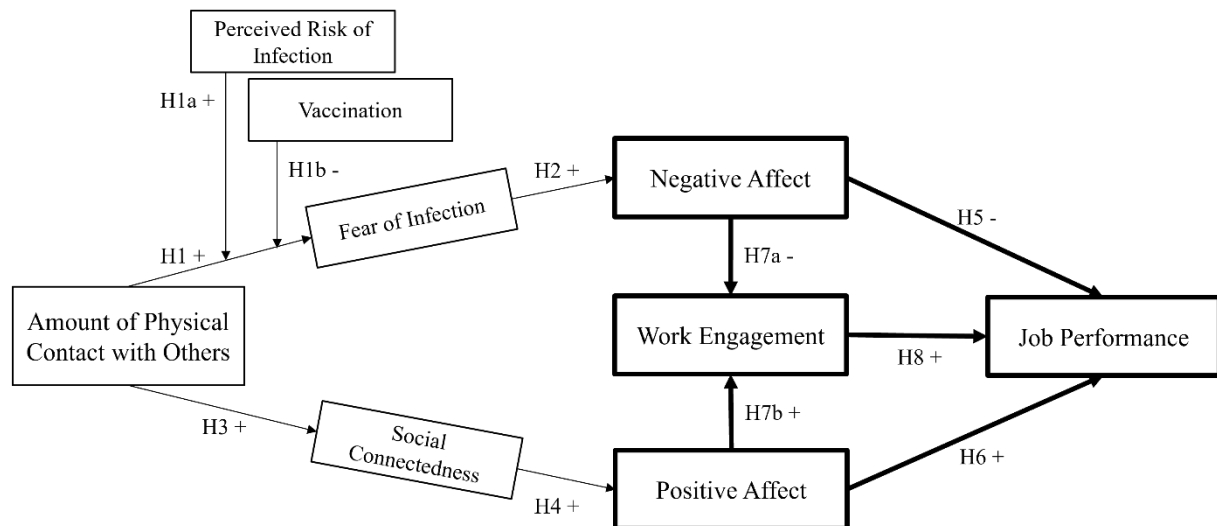 Perceived Risk of
Infection
H1a +
Vaccination
H1b -
H2 +
Negative Affect
Fear of Infection
H5 -
H1 +
H7a -
Amount of Physical
Contact with Others
Work Engagement
Job Performance
H8 +
H3 +
H7b +
Social
Connectedness
H6 +
H4 +
Positive Affect